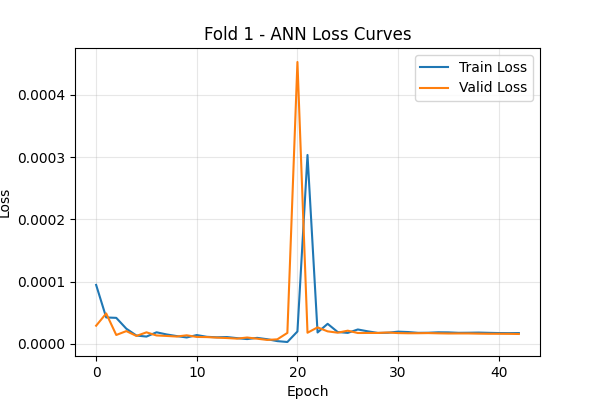 Fold 1 - ANN Loss Curves
Train Loss
Valid Loss
Loss
0.0004
0.0003
0.0002
0.0001
0.0000
0
10
20
30
40
Epoch